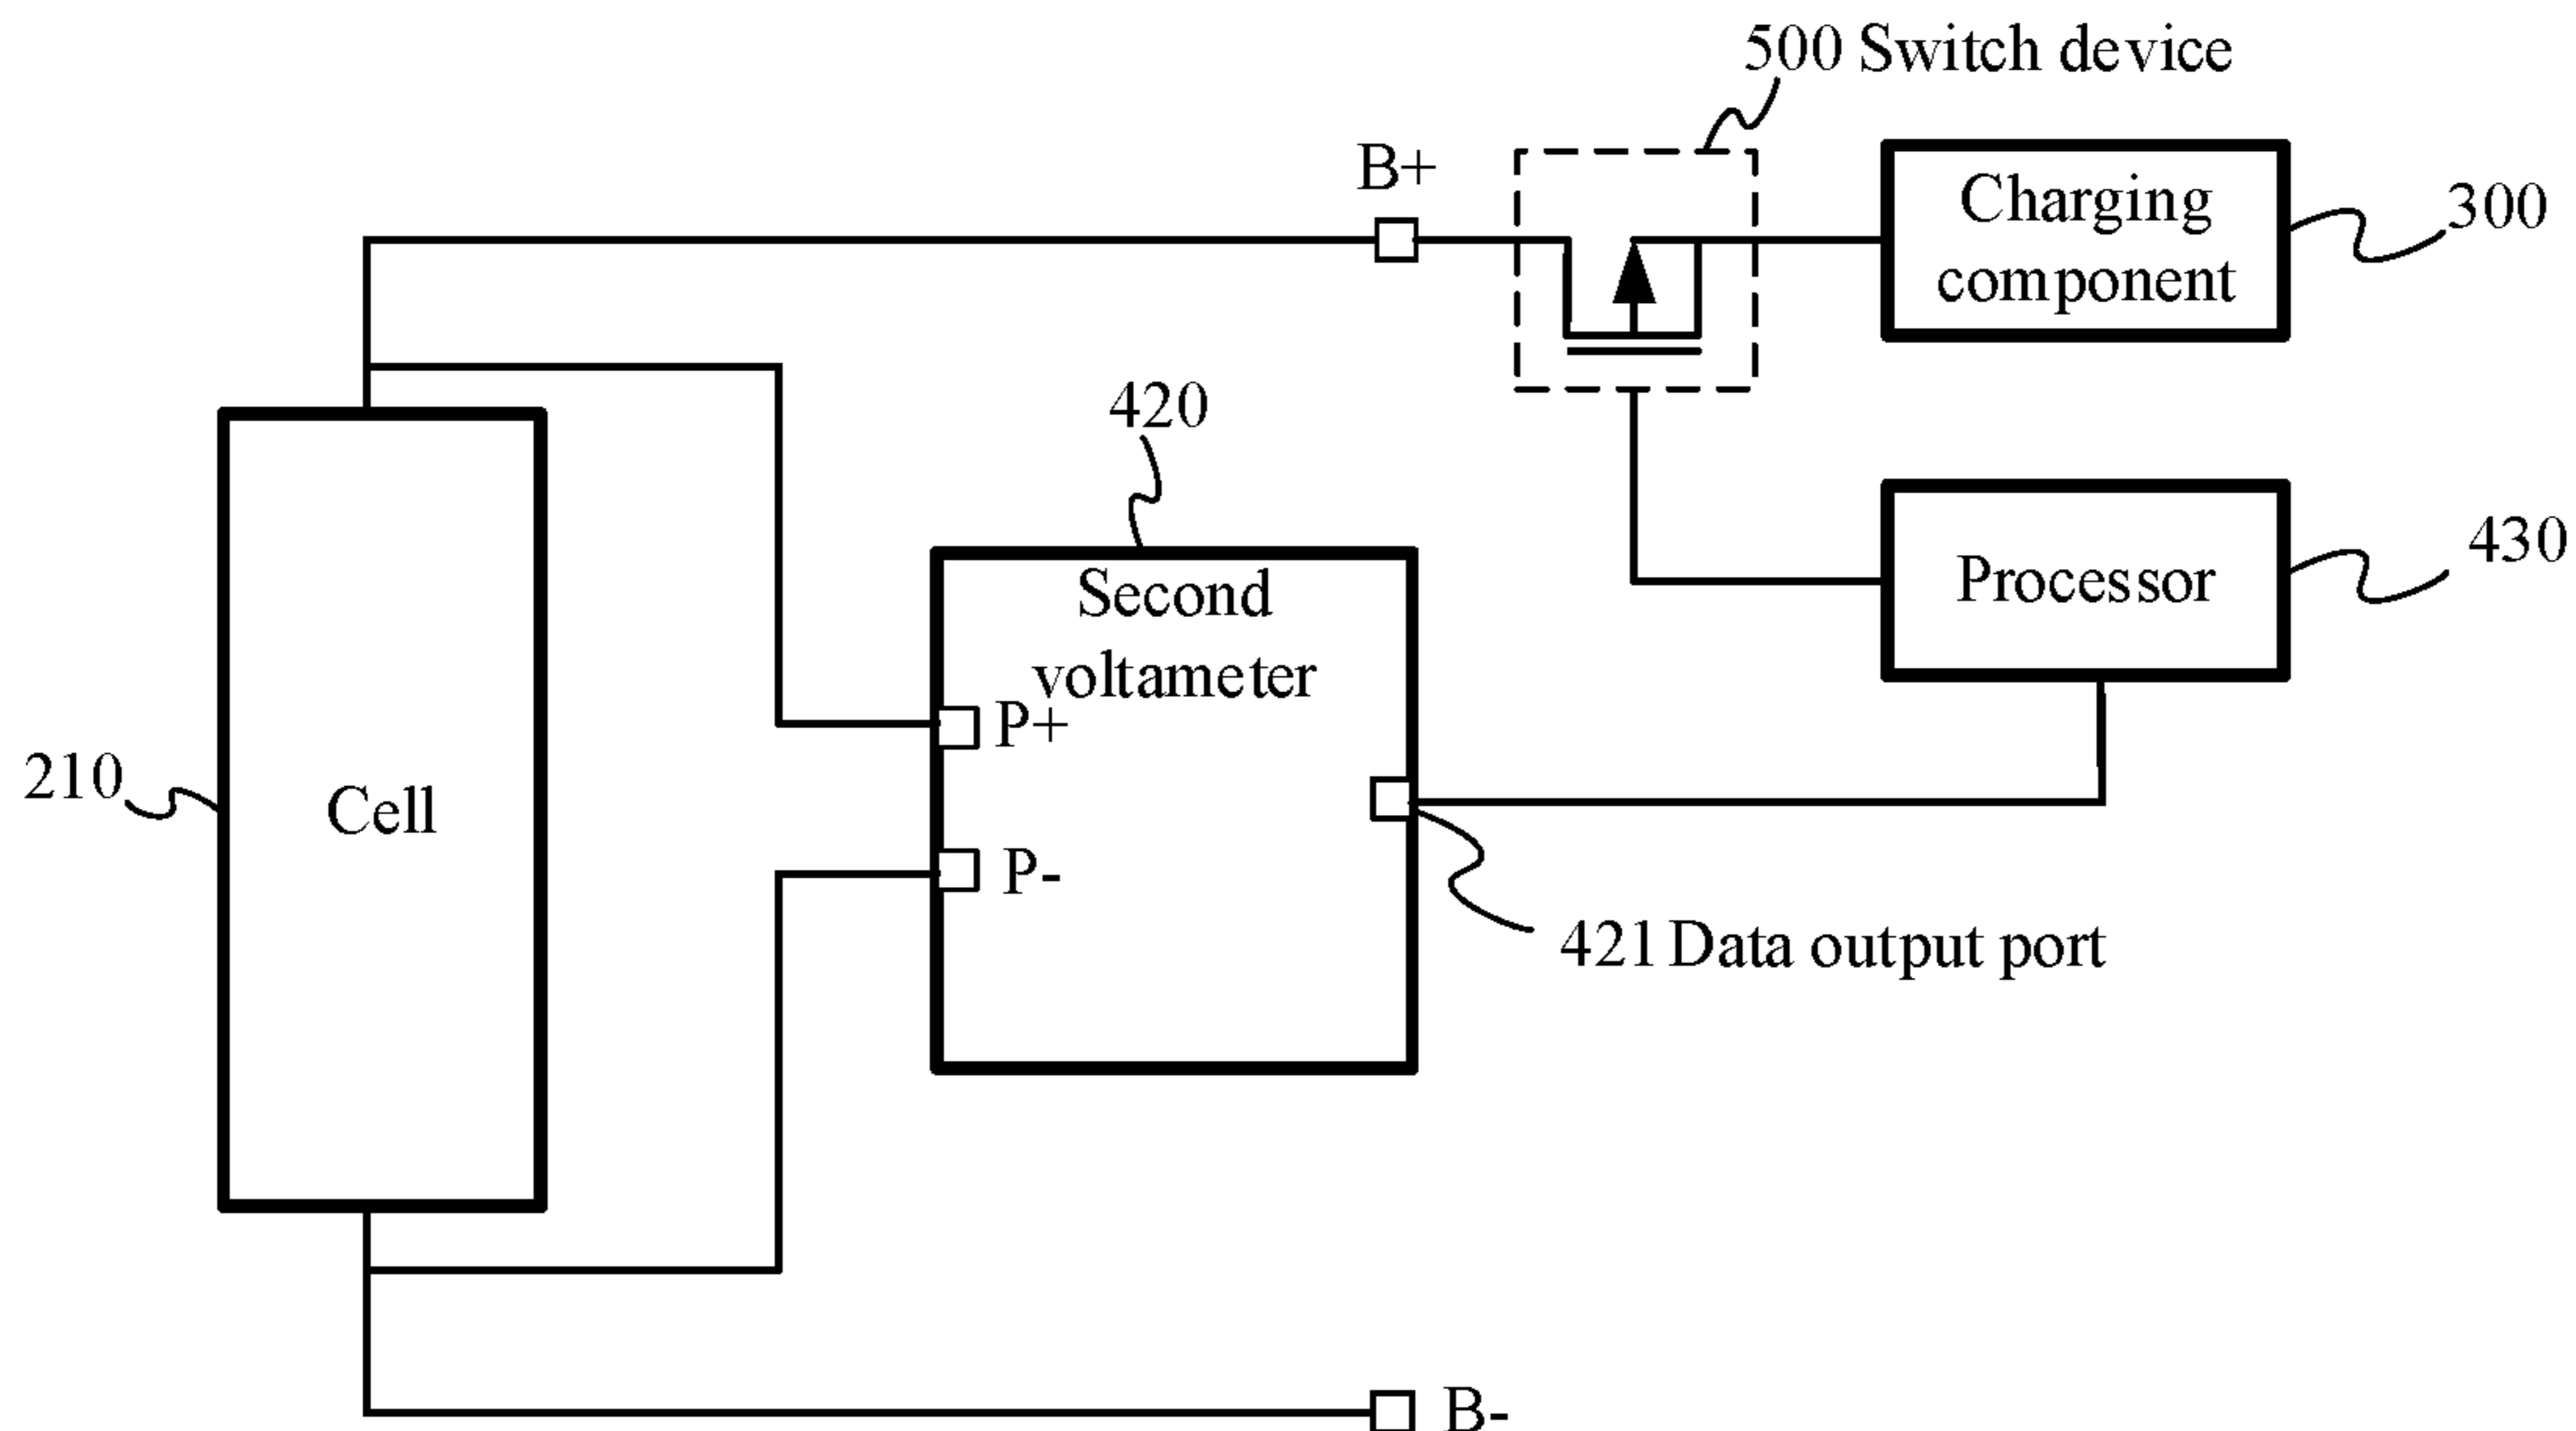 500 Switch device
B+
Charging
component
300
420
Second
voltameter
430
Processor
P+
210
Cell
P-
421 Data output port
B-